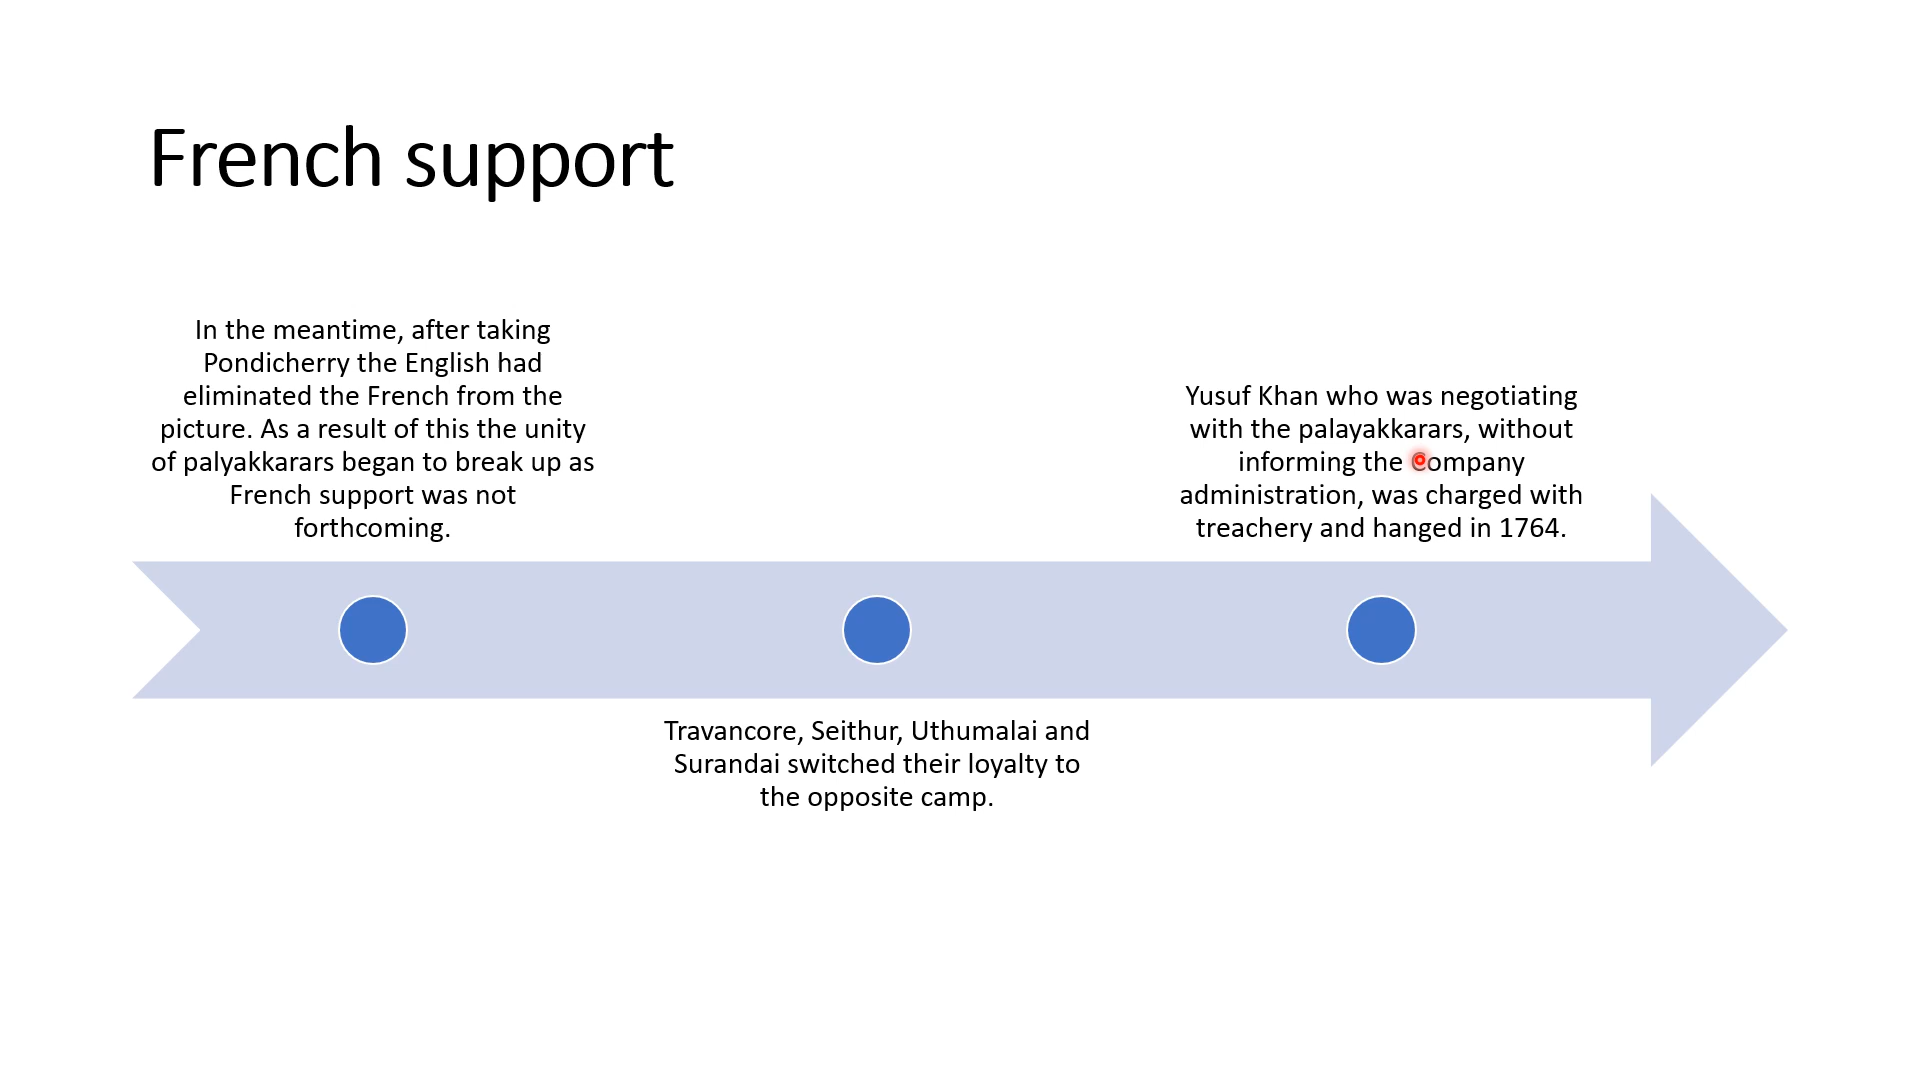 French support
In the meantime, after taking
Pondicherry the English had
eliminated the French from the
picture. As a result of this the unity
of palyakkarars began to break up as
French support was not
forthcoming.
Travancore, Seithur, Uthumalai and
Surandai switched their loyalty to
the opposite camp.
Yusuf Khan who was negotiating
with the palayakkarars, without
informing the Company
administration, was charged with
treachery and hanged in 1764.